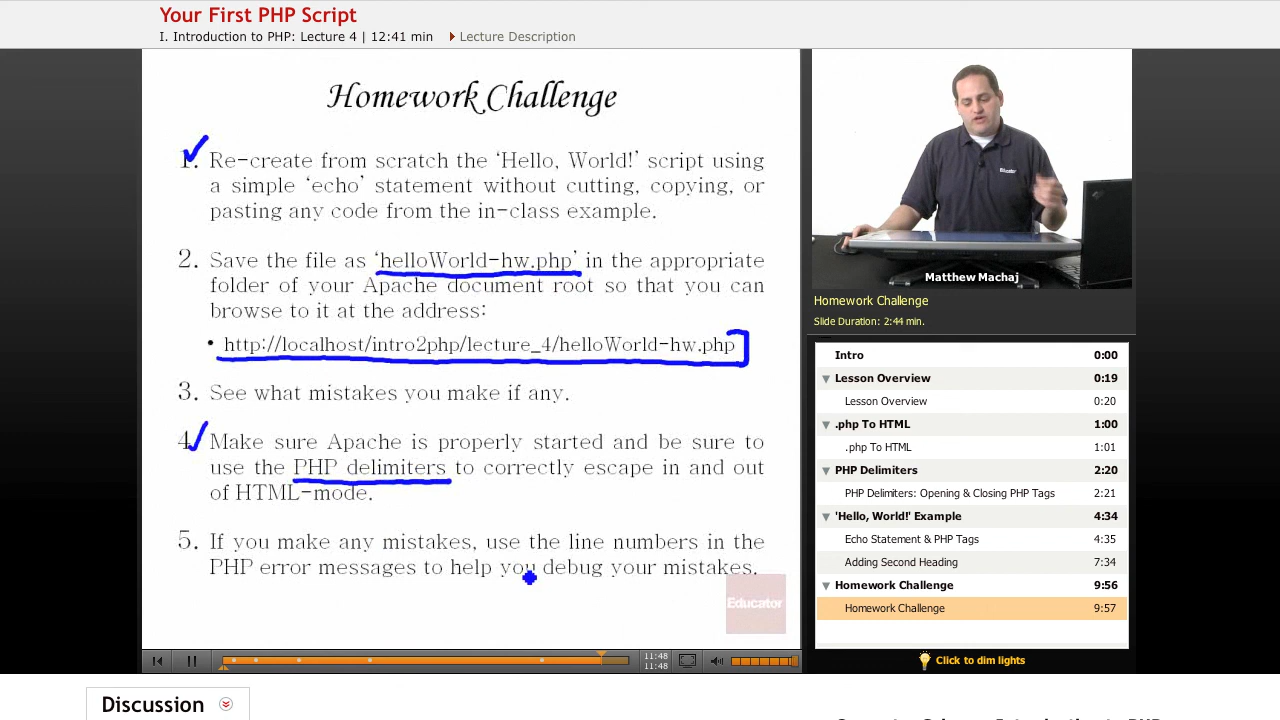 Your First PHP Script
I. Introduction to PHP: Lecture 4 | 12:41 min
Lecture Description
Homework Challenge
1. Re-create from scratch the ‘Hello, World!’ script using
a simple ‘echo’ statement without cutting, copying, or
pasting any code from the in-class example.
2. Save the file as ‘helloWorld-hw.php’ in the appropriate
folder of your Apache document root so that you can
browse to it at the address:
• http://localhost/intro2php/lecture_4/helloWorld-hw.php
3. See what mistakes you make if any.
4. Make sure Apache is properly started and be sure to
use the PHP delimiters to correctly escape in and out
of HTML-mode.
5. If you make any mistakes, use the line numbers in the
PHP error messages to help you debug your mistakes.
Educator
11:48
11:48
Educator
Matthew Machaj
Homework Challenge
Slide Duration: 2:44 min.
Intro 0:00
Lesson Overview 0:19
Lesson Overview 0:20
.php To HTML 1:00
.php To HTML 1:01
PHP Delimiters 2:20
PHP Delimiters: Opening & Closing PHP Tags 2:21
'Hello, World!' Example 4:34
Echo Statement & PHP Tags 4:35
Adding Second Heading 7:34
Homework Challenge 9:56
Homework Challenge 9:57
Click to dim lights
Discussion